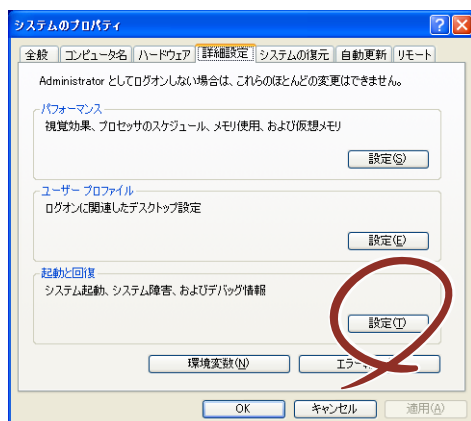 システムのプロパティ
全般 コンピュータ名 ハードウェア 詳細設定 システムの復元 自動更新 リモート
Administrator としてログオンしない場合は、これらのほとんどの変更はできません。
パフォーマンス
視覚効果、プロセッサのスケジュール、メモリ使用、および仮想メモリ
設定(S)
ユーザー プロファイル
ログオンに関連したデスクトップ設定
設定(E)
起動と回復
システム起動、システム障害、およびデバッグ情報
設定(T)
環境変数(N)
OK キャンセル 適用(A)